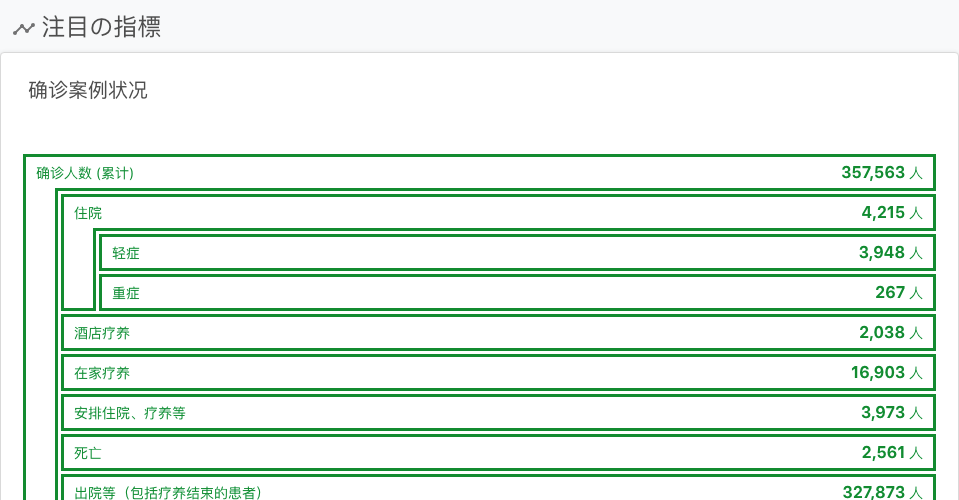 注目の指標
确诊案例状况
确诊人数 (累计) 357,563 人
住院 4,215 人
轻症 3,948 人
重症 267 人
酒店疗养 2,038 人
在家疗养 16,903 人
安排住院、疗养等 3,973 人
死亡 2,561 人
出院等（包括疗养结束的患者） 327,873 人